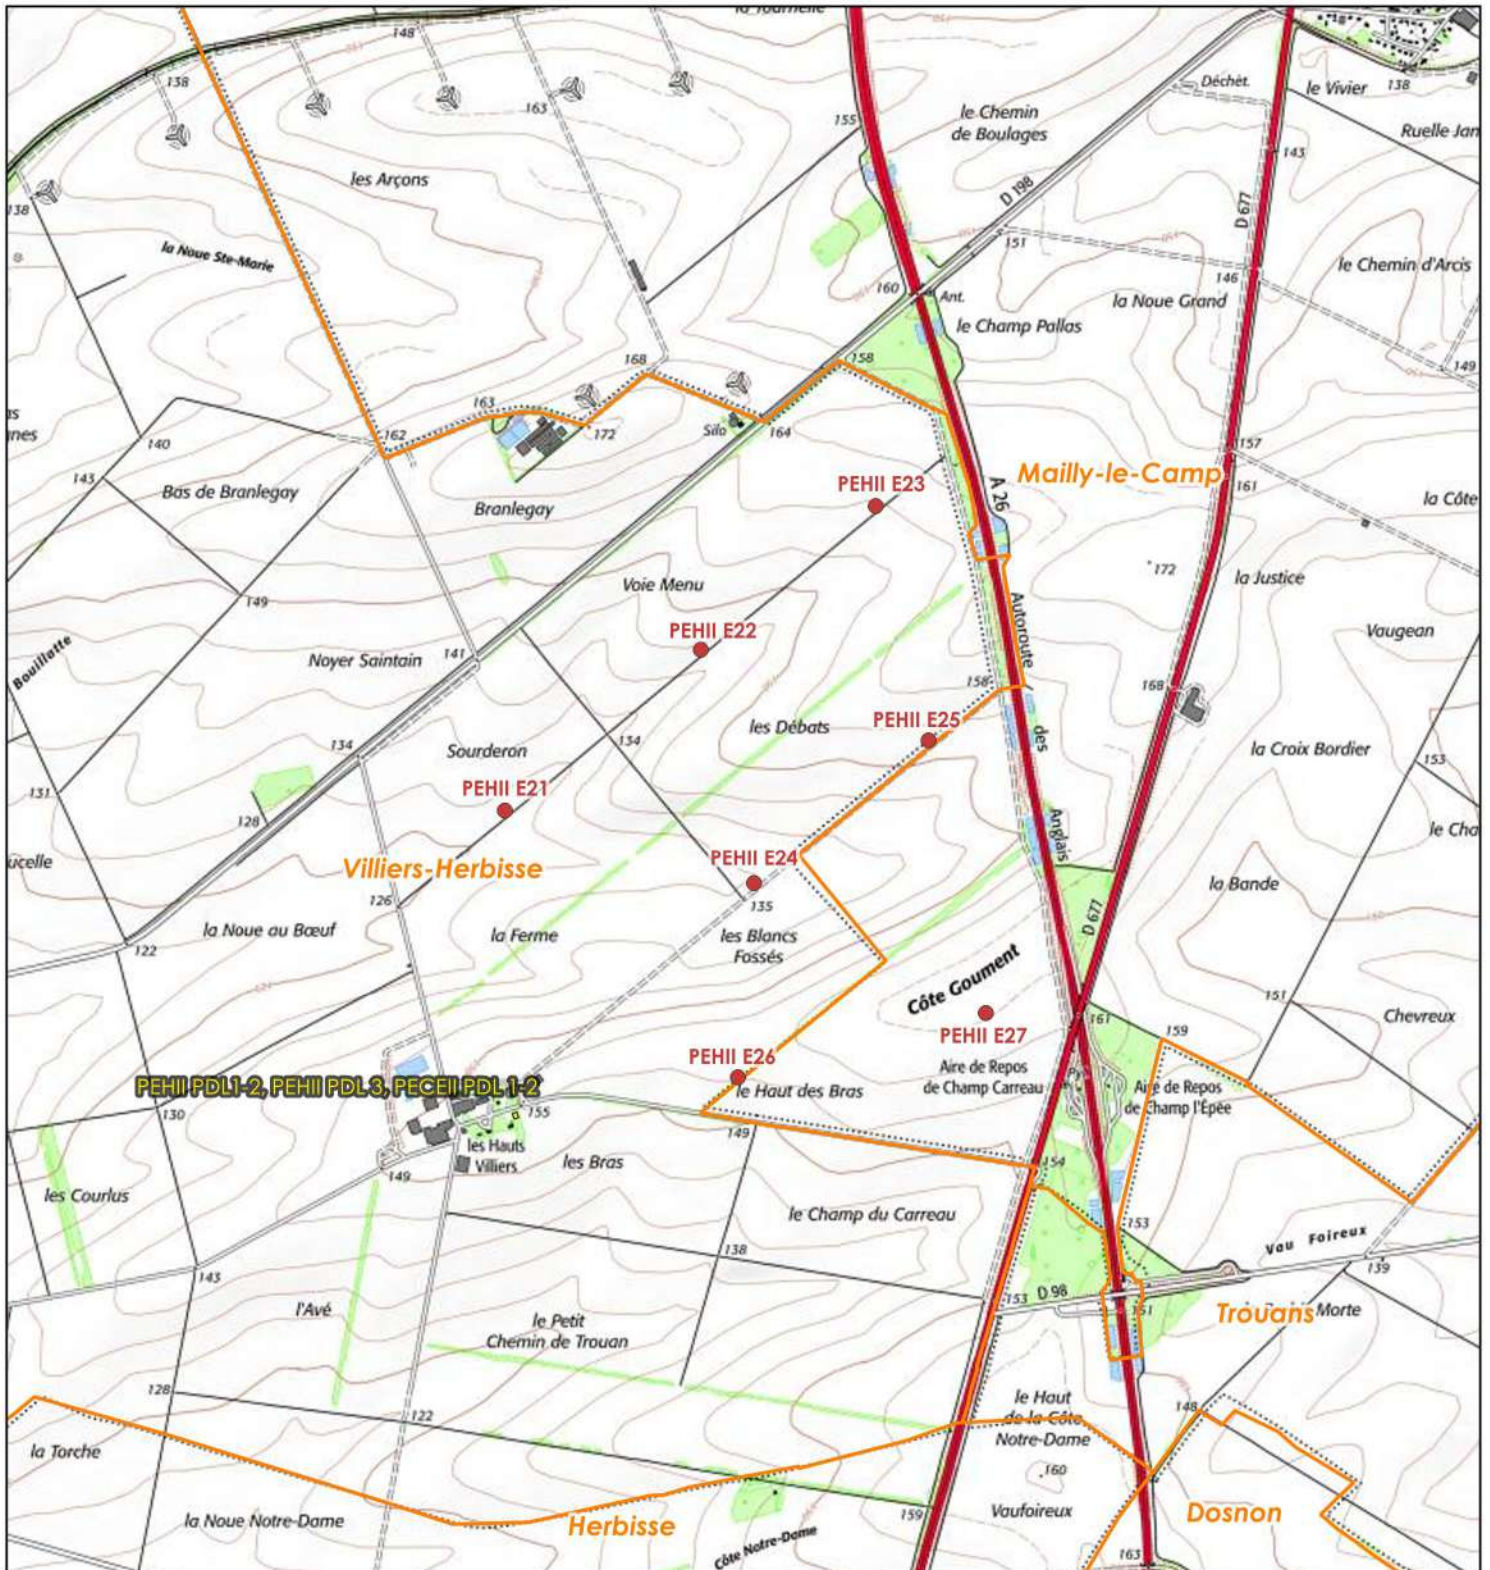 la Tournelle
148
138
163
155
le Chemin
de Boulages
Déchèt.
le Vivier
138
Ruelle Jan
143
les Arçons
D 198
D 677
138
la Noue Ste-Marie
151
146
le Chemin d'Arcis
160
Ant.
la Noue Grand
le Champ Pallas
149
168
158
163
172
Silo
164
162
140
157
161
143
Bas de Branlegay
Branlegay
PEHII E23
A 26
Mailly-le-Camp
la Côte
Voie Menu
172
la Justice
149
Autoroute
PEHII E22
Vaugean
Bouillatte
Noyer Saintain
141
158
168
des
les Débats
PEHII E25
134
Sourderon
134
la Croix Bordier
153
131
PEHII E21
128
Anglais
le Cha
ucelle
Villiers-Herbisse
PEHII E24
la Bande
126
135
la Noue au Bœuf
la Ferme
les Blancs
Fossés
D 677
122
Côte Goument
151
PEHII E27
161
159
Chevreux
PEHII E26
Aire de Repos
de Champ Carreau
le Haut des Bras
Aire de Repos
de Champ l'Épée
PEHII PDL1-2, PEHII PDL 3, PECEII PDL 1-2
130
155
149
les Hauts
Villiers
les Bras
154
149
les Courlus
le Champ du Carreau
153
Vau Foireux
138
139
143
153
D 98
151
l'Avé
le Petit
Chemin de Trouan
Trouans
Morte
128
122
le Haut
de la Côte
Notre-Dame
148
la Torche
160
Vaufoireux
159
la Noue Notre-Dame
Herbisse
Dosnon
Côte Notre-Dame
163